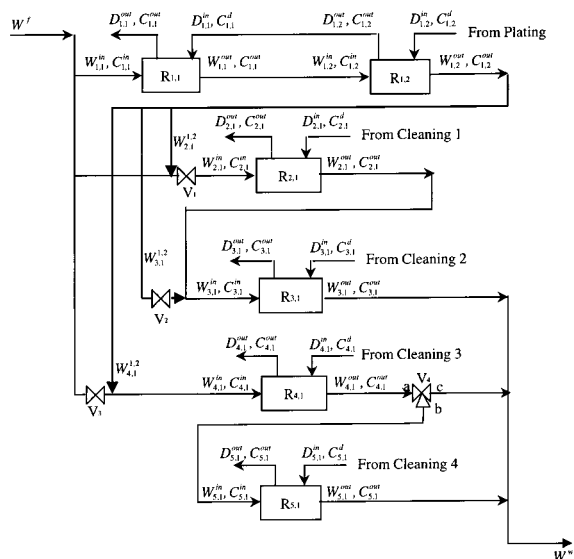 W^f
D_{1,1}^{out}, C_{1,1}^{out} D_{1,1}^{in}, C_{1,1}^{d} D_{1,2}^{out}, C_{1,2}^{out} D_{1,2}^{in}, C_{1,2}^{d} From Plating
W_{1,1}^{in}, C_{1,1}^{in} R_{1,1} W_{1,1}^{out}, C_{1,1}^{out} W_{1,2}^{in}, C_{1,2}^{in} R_{1,2} W_{1,2}^{out}, C_{1,2}^{out}
D_{2,1}^{out}, C_{2,1}^{out} D_{2,1}^{in}, C_{2,1}^{d} From Cleaning 1
W_{2,1}^{1,2}
W_{2,1}^{in}, C_{2,1}^{in} R_{2,1} W_{2,1}^{out}, C_{2,1}^{out}
V_1
D_{3,1}^{out}, C_{3,1}^{out} D_{3,1}^{in}, C_{3,1}^{d} From Cleaning 2
W_{3,1}^{1,2}
W_{3,1}^{in}, C_{3,1}^{in} R_{3,1} W_{3,1}^{out}, C_{3,1}^{out}
V_2
D_{4,1}^{out}, C_{4,1}^{out} D_{4,1}^{in}, C_{4,1}^{d} From Cleaning 3
W_{4,1}^{1,2}
W_{4,1}^{in}, C_{4,1}^{in} R_{4,1} W_{4,1}^{out}, C_{4,1}^{out} a V_4 c
V_3
b
D_{5,1}^{out}, C_{5,1}^{out} D_{5,1}^{in}, C_{5,1}^{d} From Cleaning 4
W_{5,1}^{in}, C_{5,1}^{in} R_{5,1} W_{5,1}^{out}, C_{5,1}^{out}
W^w